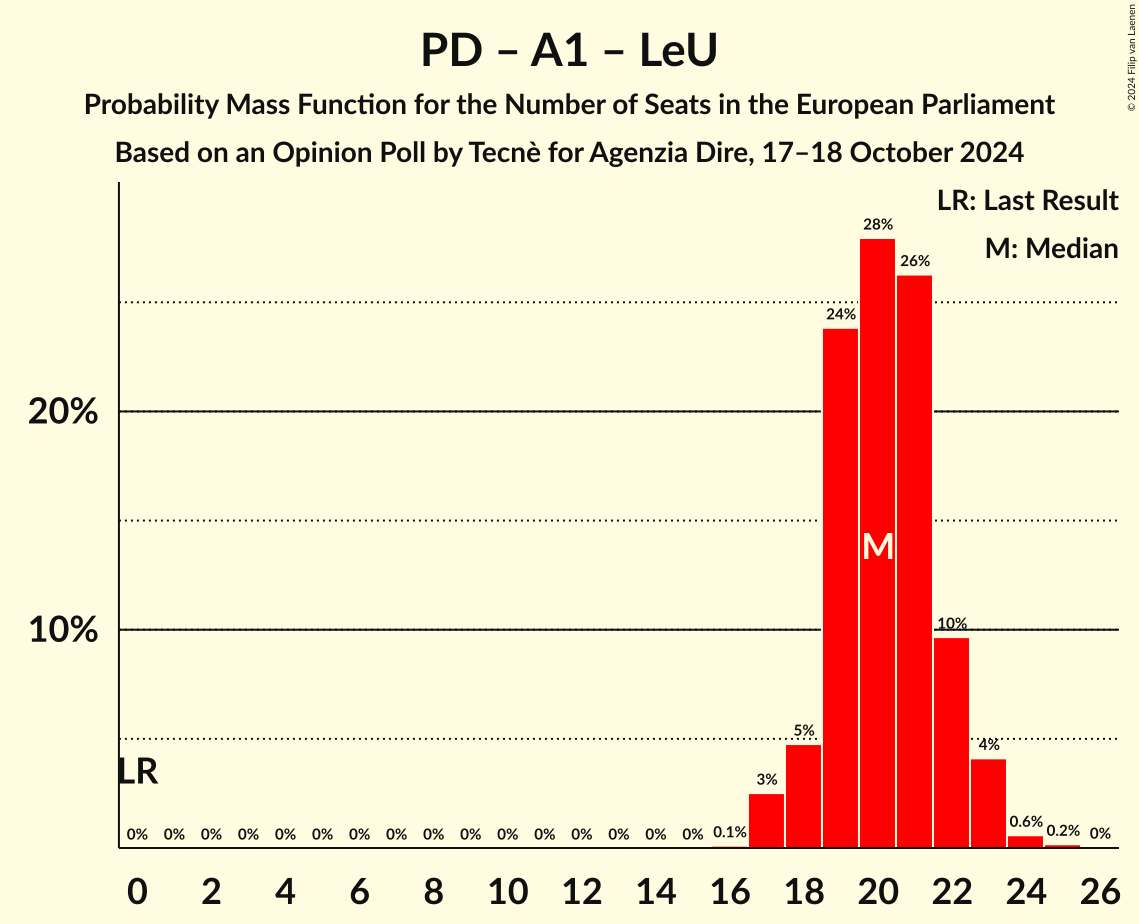 PD – A1 – LeU
Probability Mass Function for the Number of Seats in the European Parliament
Based on an Opinion Poll by Tecnè for Agenzia Dire, 17–18 October 2024
© 2024 Filip van Laenen
LR: Last Result
M: Median
28%
26%
24%
20%
M
10%
10%
5%
4%
LR
3%
0% 0% 0% 0% 0% 0% 0% 0% 0% 0% 0% 0% 0% 0% 0% 0% 0.1% 0.6% 0.2% 0%
0 2 4 6 8 10 12 14 16 18 20 22 24 26